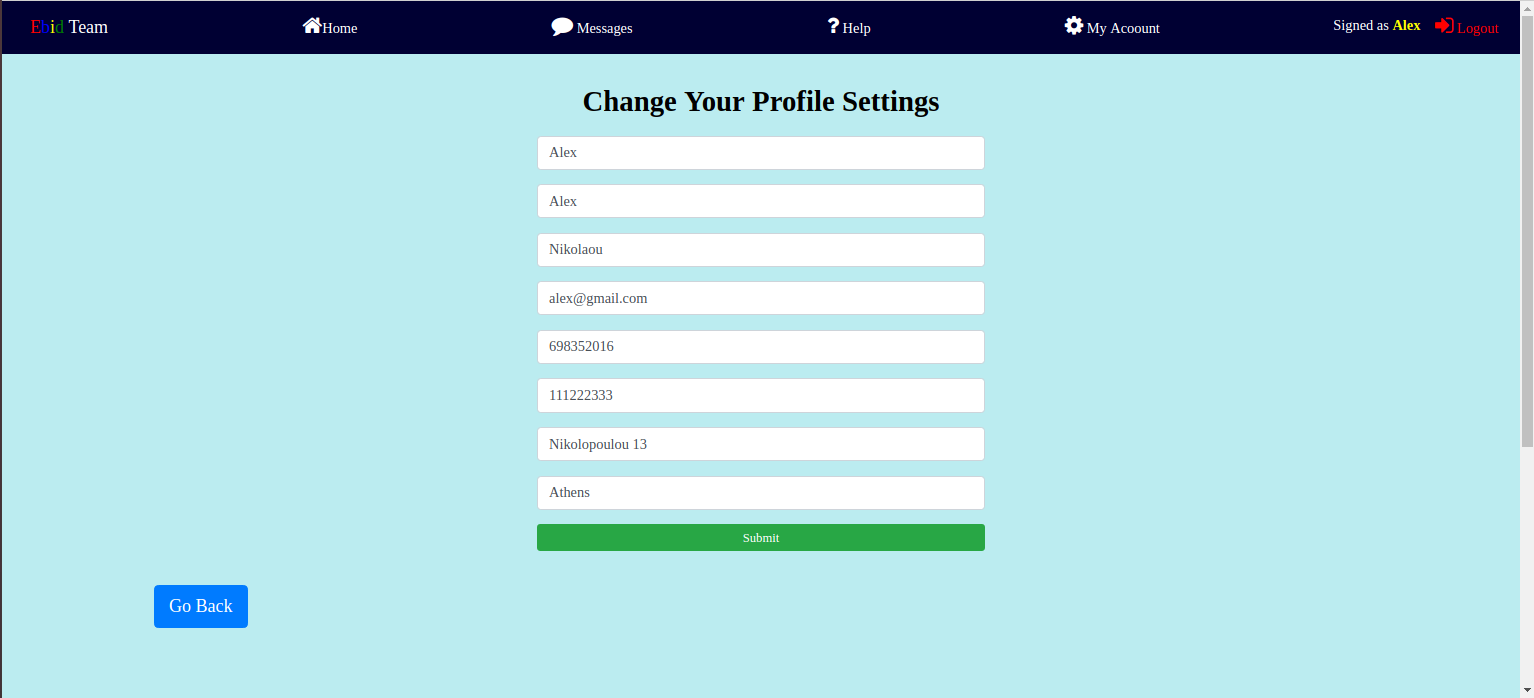 Ebid Team Home Messages ? Help My Acoount Signed as Alex Logout
Change Your Profile Settings
Alex
Alex
Nikolaou
alex@gmail.com
698352016
111222333
Nikolopoulou 13
Athens
Submit
Go Back